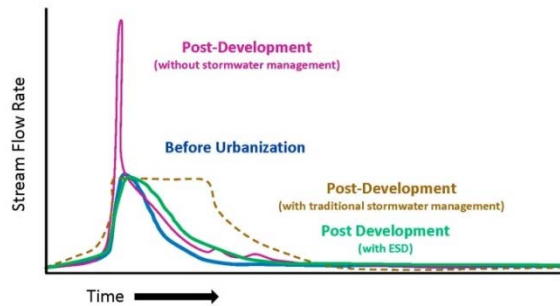 Stream Flow Rate
Post-Development
(without stormwater management)
Before Urbanization
Post-Development
(with traditional stormwater management)
Post Development
(with ESD)
Time